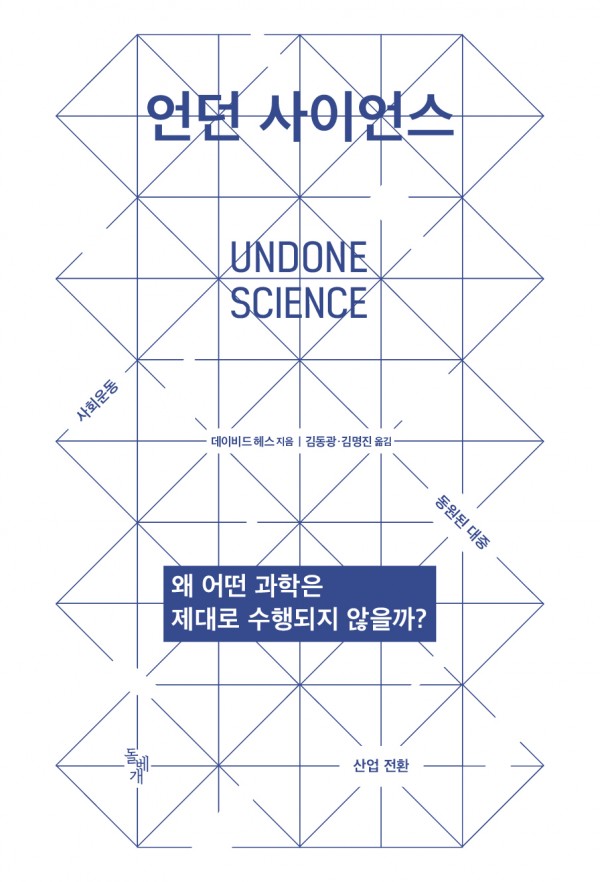 언던 사이언스
UNDONE
SCIENCE
사회운동
데이비드 헤스 지음 | 김동광·김명진 옮김
동원된 대중
왜 어떤 과학은
제대로 수행되지 않을까?
돌베개
산업 전환